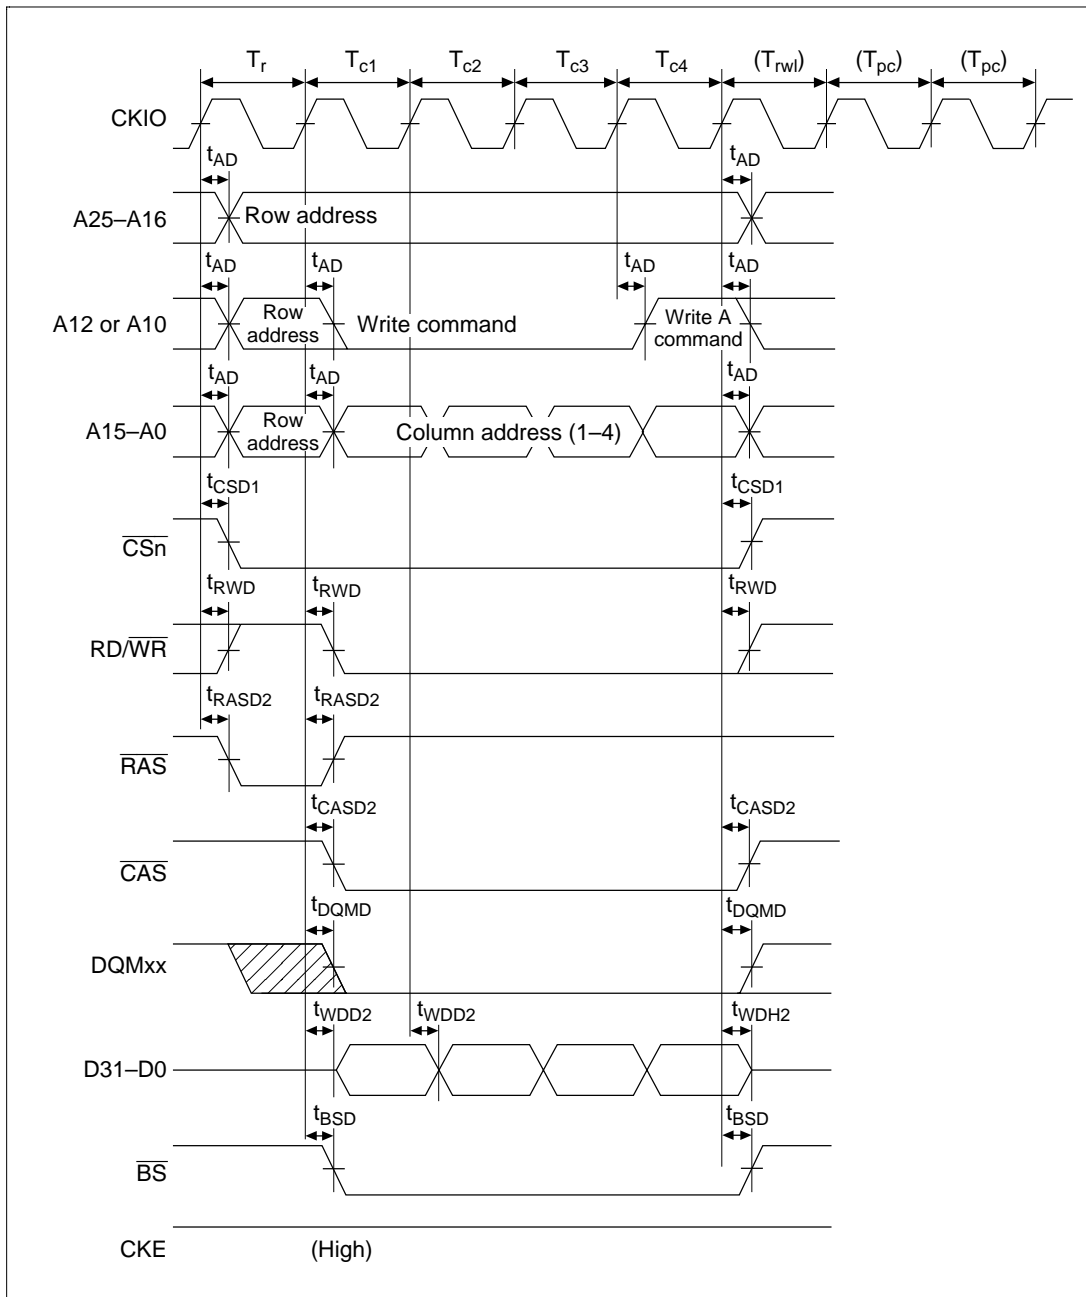 Tr Tc1 Tc2 Tc3 Tc4 (Trwl) (Tpc) (Tpc)
CKIO
tAD tAD
A25–A16 Row address
tAD tAD tAD tAD
A12 or A10 Row address Write command Write A command
tAD tAD tAD
A15–A0 Row address Column address (1–4)
tCSD1 tCSD1
CSn
tRWD tRWD tRWD
RD/WR
tRASD2 tRASD2
RAS
tCASD2 tCASD2
CAS
tDQMD tDQMD
DQMxx
tWDD2 tWDD2 tWDH2
D31–D0
tBSD tBSD
BS
CKE (High)